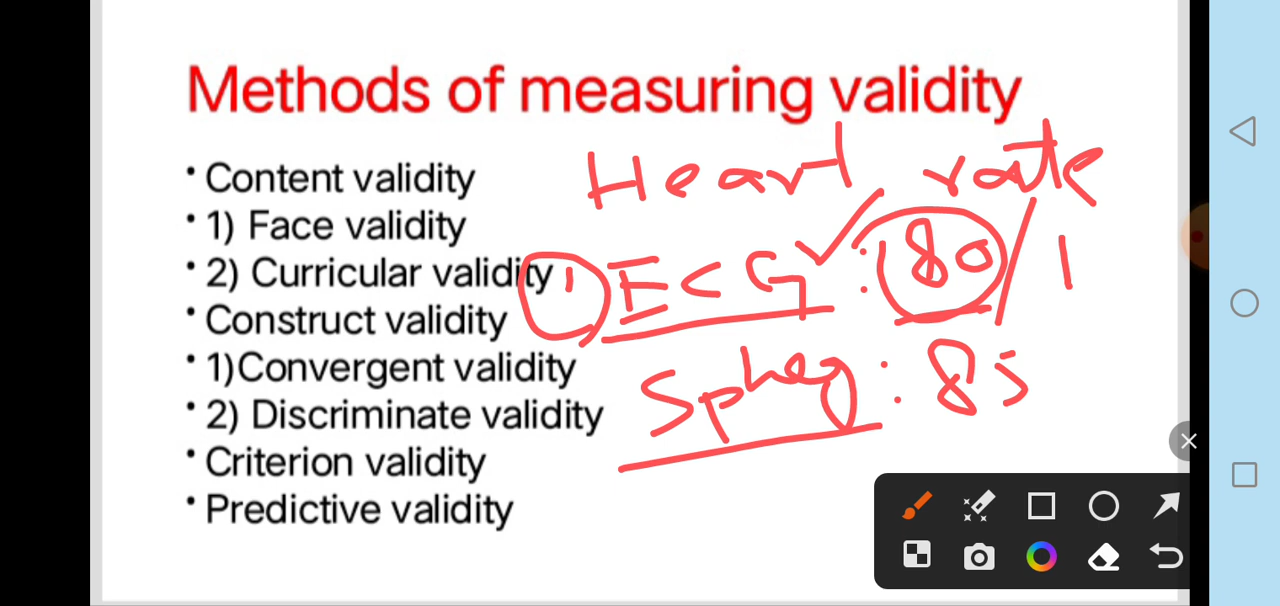 Methods of measuring validity
• Content validity
• 1) Face validity
• 2) Curricular validity
• Construct validity
• 1)Convergent validity
• 2) Discriminate validity
• Criterion validity
• Predictive validity
Heart rate
1) ECG ✓ : 80/1
Spheg : 85